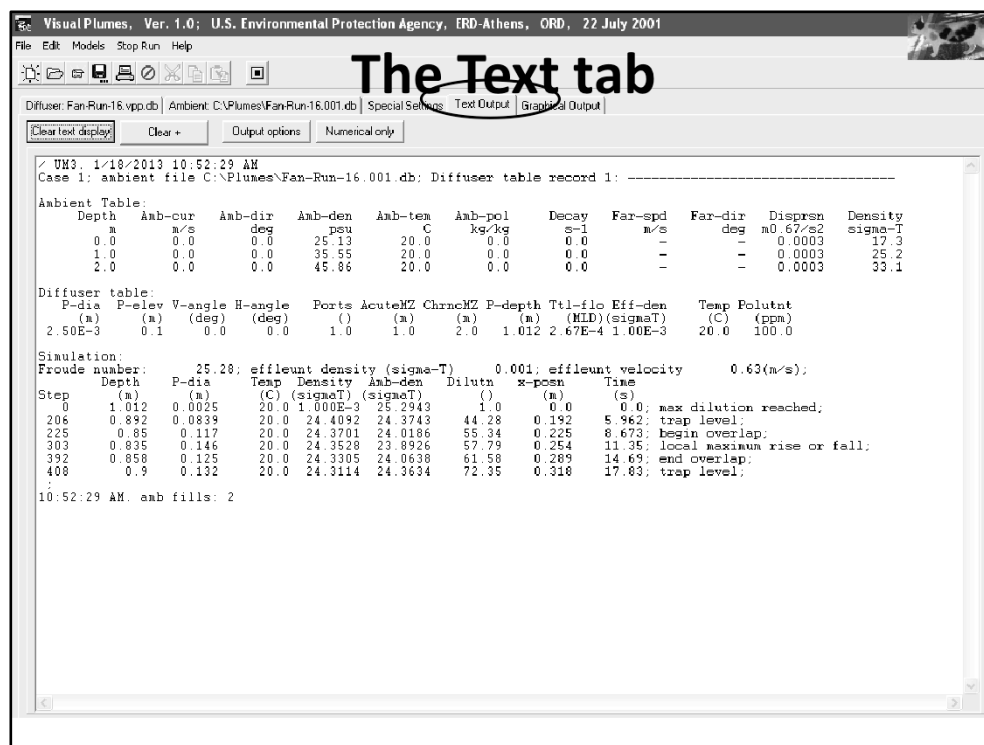 Visual Plumes, Ver. 1.0; U.S. Environmental Protection Agency, ERD-Athens, ORD, 22 July 2001
File Edit Models Stop Run Help
The Text tab
Diffuser: Fan-Run-16.vpp.db Ambient: C:\Plumes\Fan-Run-16.001.db Special Settings Text Output Graphical Output
Clear text display Clear + Output options Numerical only
/ UM3. 1/18/2013 10:52:29 AM
Case 1; ambient file C:\Plumes\Fan-Run-16.001.db; Diffuser table record 1: ----------------------------------
Ambient Table:
Depth Amb-cur Amb-dir Amb-den Amb-tem Amb-pol Decay Far-spd Far-dir Disprsn Density
m m/s deg psu C kg/kg s-1 m/s deg m0.67/s2 sigma-T
0.0 0.0 0.0 25.13 20.0 0.0 0.0 - - 0.0003 17.3
1.0 0.0 0.0 35.55 20.0 0.0 0.0 - - 0.0003 25.2
2.0 0.0 0.0 45.86 20.0 0.0 0.0 - - 0.0003 33.1
Diffuser table:
P-dia P-elev V-angle H-angle Ports AcuteMZ ChrncMZ P-depth Ttl-flo Eff-den Temp Polutnt
(m) (m) (deg) (deg) () (m) (m) (m) (MLD)(sigmaT) (C) (ppm)
2.50E-3 0.1 0.0 0.0 1.0 1.0 2.0 1.012 2.67E-4 1.00E-3 20.0 100.0
Simulation:
Froude number: 25.28; effleunt density (sigma-T) 0.001; effleunt velocity 0.63(m/s);
Depth P-dia Temp Density Amb-den Dilutn x-posn Time
Step (m) (m) (C) (sigmaT) (sigmaT) () (m) (s)
0 1.012 0.0025 20.0 1.000E-3 25.2943 1.0 0.0 0.0; max dilution reached;
206 0.892 0.0839 20.0 24.4092 24.3743 44.28 0.192 5.962; trap level;
225 0.85 0.117 20.0 24.3701 24.0186 55.34 0.225 8.673; begin overlap;
303 0.835 0.146 20.0 24.3528 23.8926 57.79 0.254 11.35; local maximum rise or fall;
392 0.858 0.125 20.0 24.3305 24.0638 61.58 0.289 14.69; end overlap;
408 0.9 0.132 20.0 24.3114 24.3634 72.35 0.318 17.83; trap level;
;
10:52:29 AM. amb fills: 2